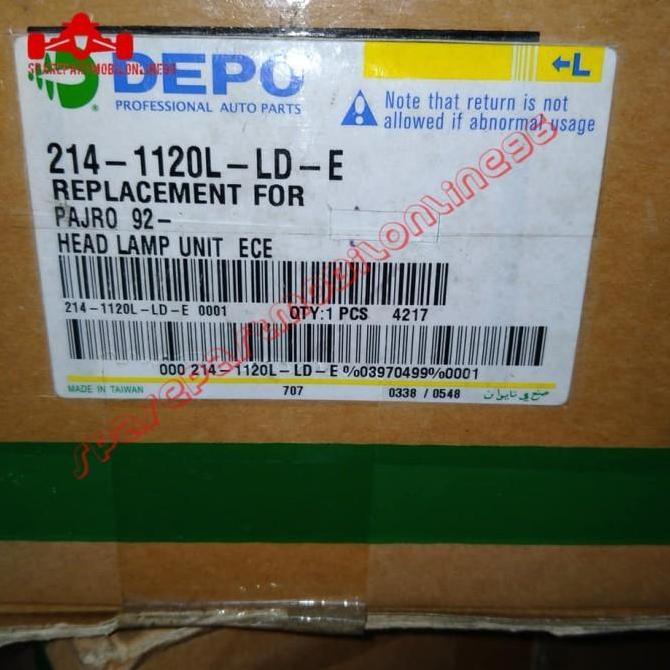 SPAREPARTMOBILONLINE96
DEPO
®
PROFESSIONAL AUTO PARTS
←L
Note that return is not
allowed if abnormal usage
214-1120L-LD-E
REPLACEMENT FOR
PAJRO 92-
HEAD LAMP UNIT ECE
214-1120L-LD-E 0001 QTY:1 PCS 4217
000 214-1120L-LD-E%03970499%0001
MADE IN TAIWAN 707 0338 / 0548 صنع في تايوان
sparepartmobilonline96